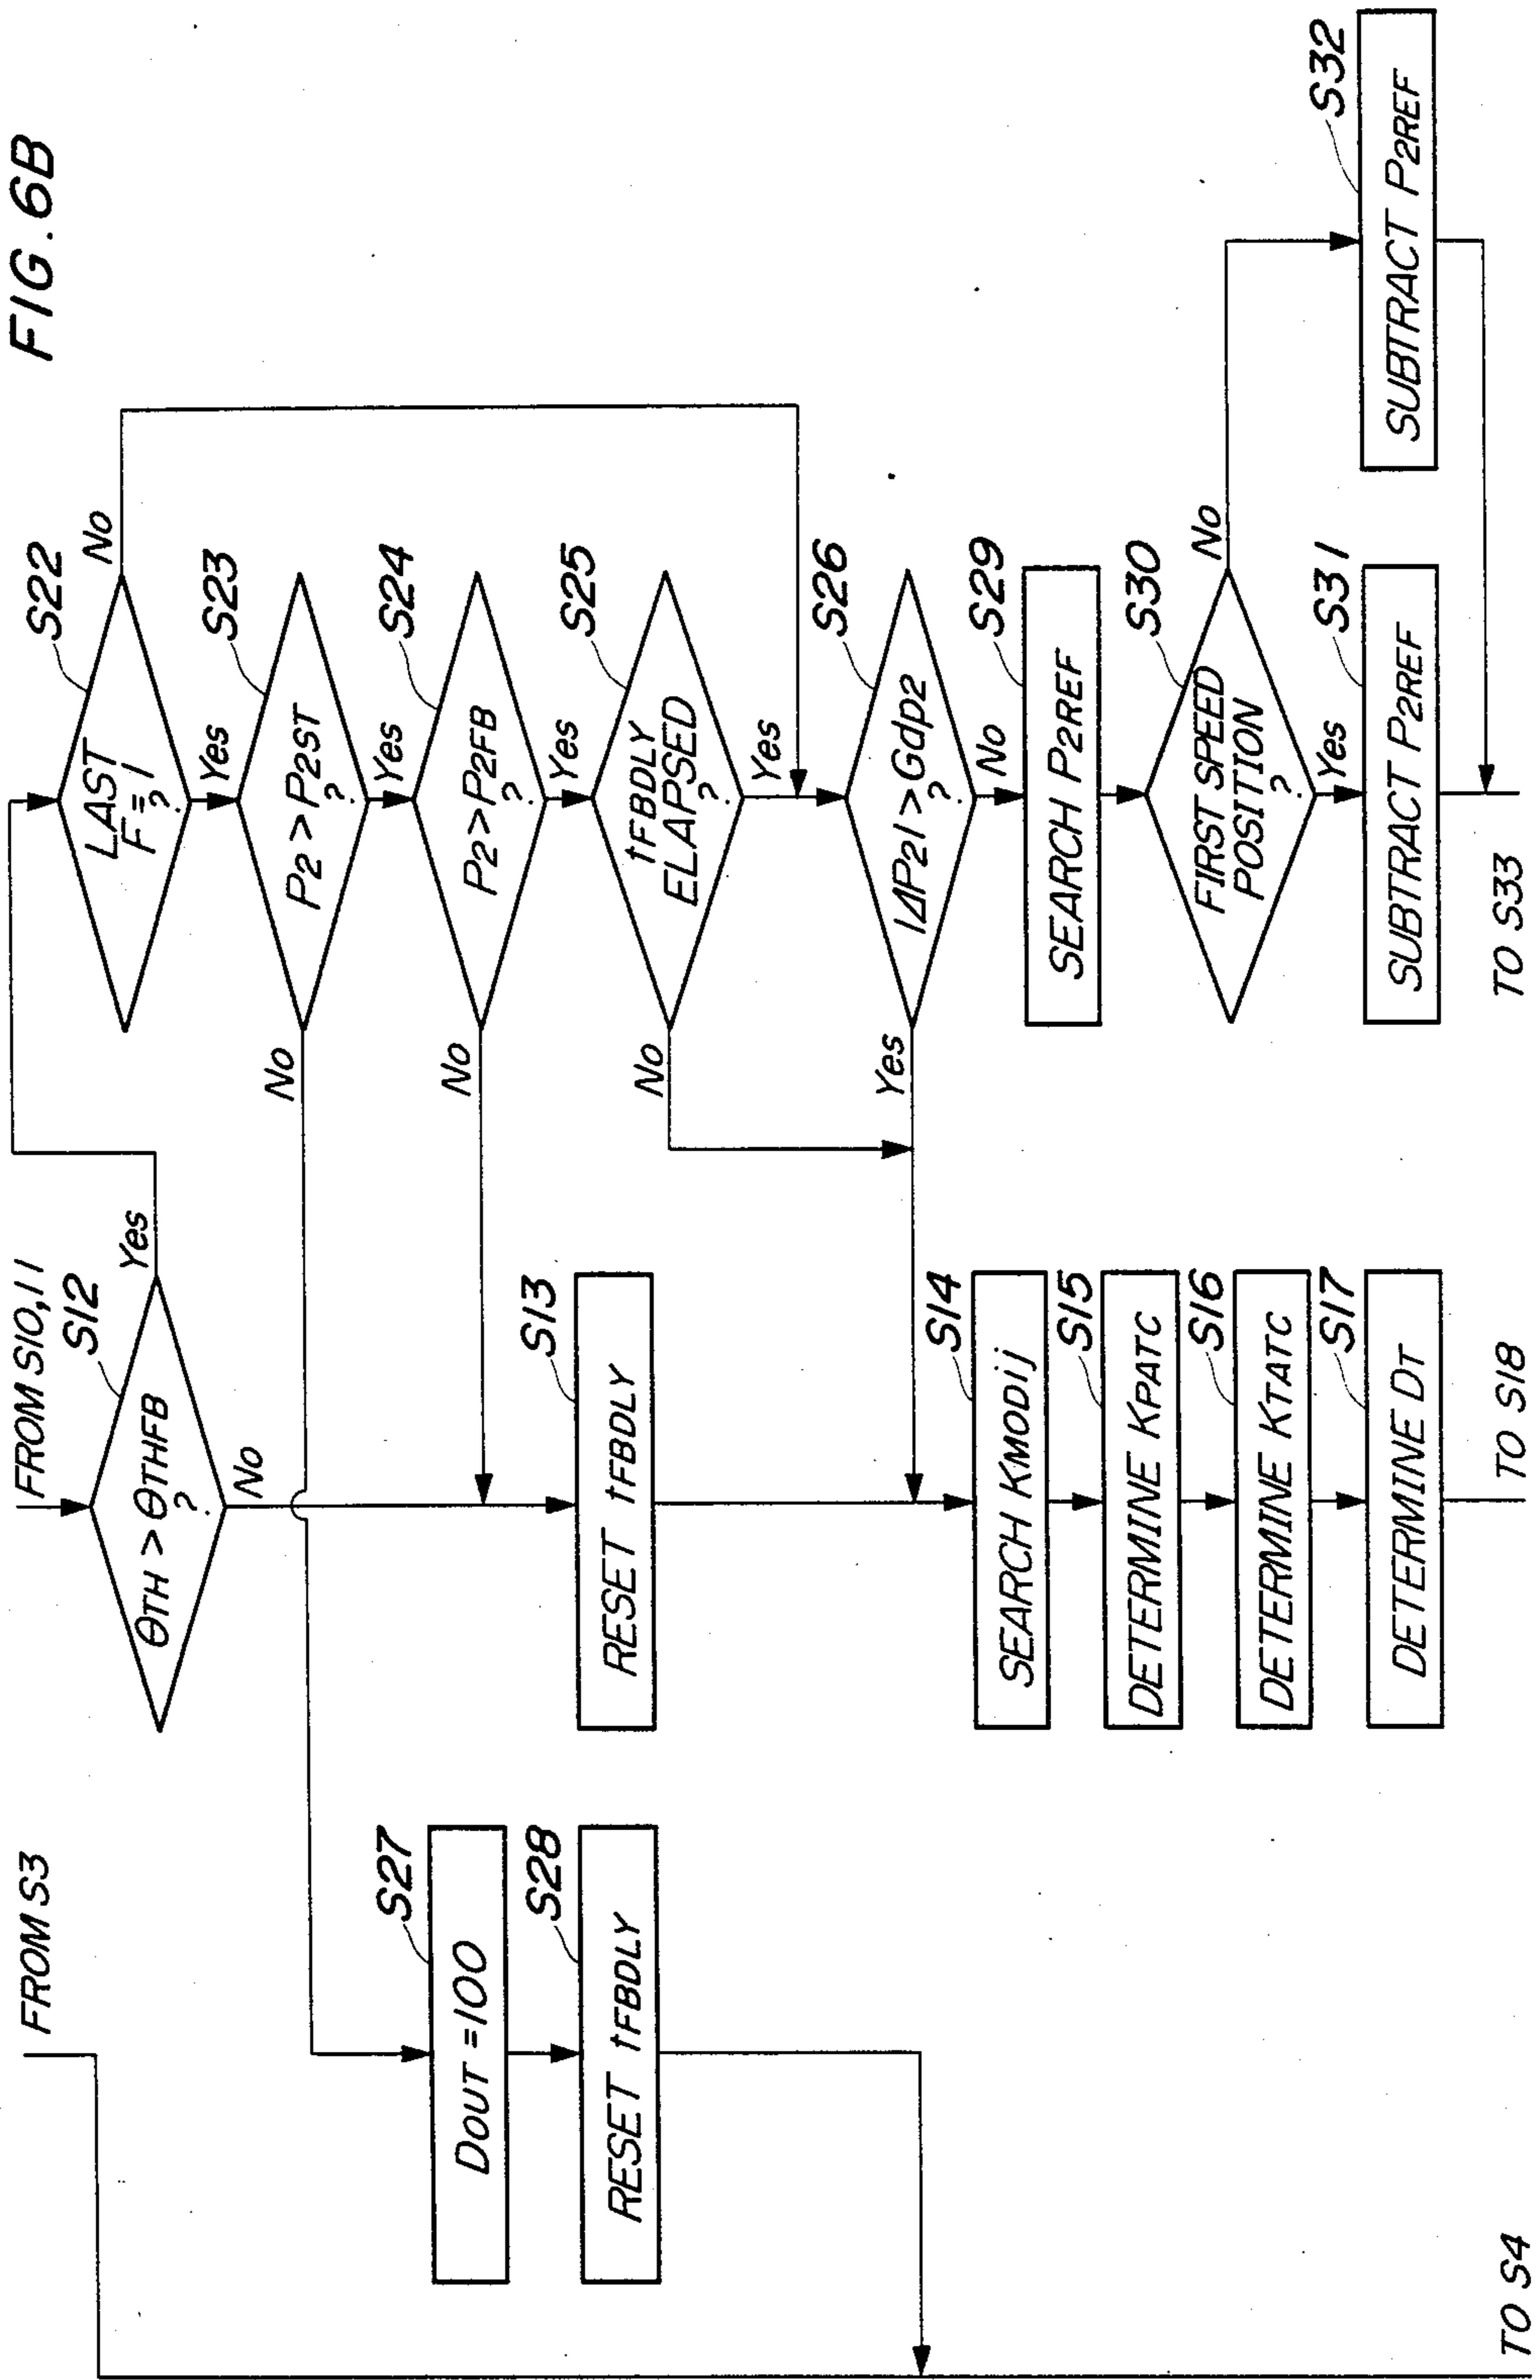 FIG. 6B
FROM S3
FROM S10,11
S12
θTH > θTHFB
?
Yes
No
S22
LAST
F=1
?
No
Yes
S23
P2 > P2ST
?
No
Yes
S24
P2 > P2FB
?
No
Yes
S25
tFBDLY
ELAPSED
?
No
Yes
S26
|ΔP2| > Gdp2
?
Yes
No
S27
DOUT = 100
S28
RESET tFBDLY
S13
RESET tFBDLY
S14
SEARCH KMODij
S15
DETERMINE KPATC
S16
DETERMINE KTATC
S17
DETERMINE DT
S29
SEARCH P2REF
S30
FIRST SPEED
POSITION
?
No
Yes
S31
SUBTRACT P2REF
S32
SUBTRACT P2REF
TO S4
TO S18
TO S33